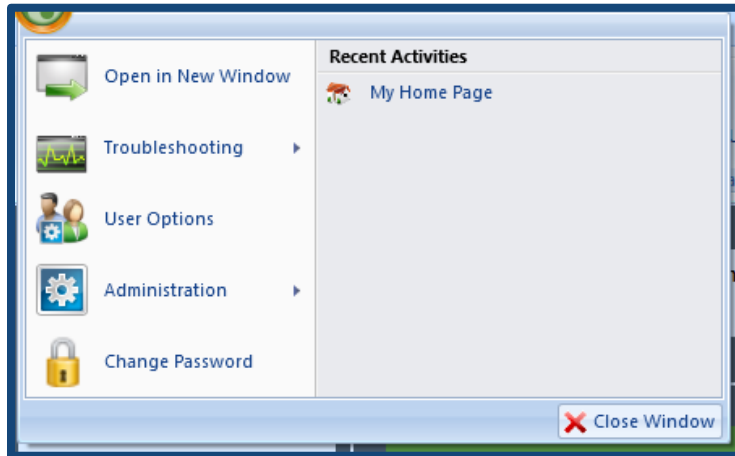 Open in New Window
Troubleshooting
User Options
Administration
Change Password
Recent Activities
My Home Page
Close Window